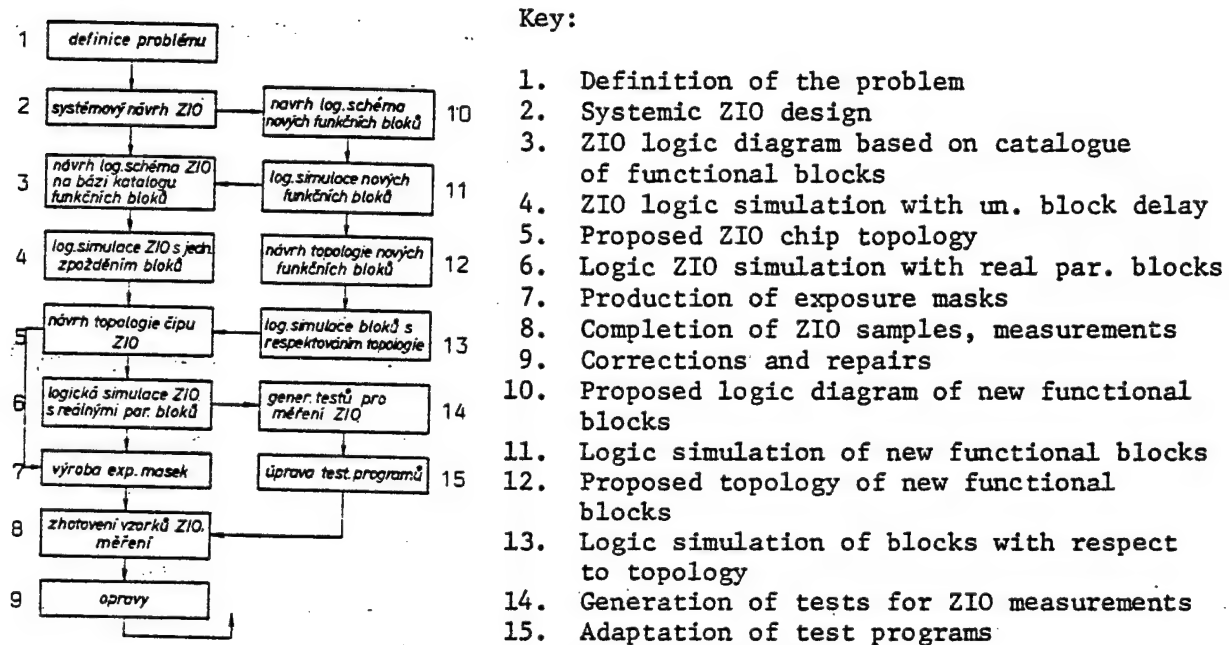 1
definice problému
2
systémový návrh ZIO
návrh log. schéma
nových funkčních bloků
10
3
návrh log. schéma ZIO
na bázi katalogu
funkčních bloků
log. simulace nových
funkčních bloků
11
4
log. simulace ZIO s jedn.
zpožděním bloků
návrh topologie nových
funkčních bloků
12
5
návrh topologie čipu
ZIO
log. simulace bloků s
respektováním topologie
13
6
logická simulace ZIO
s reálnými par. bloků
gener. testů pro
měření ZIO
14
7
výroba exp. masek
úprava test. programů
15
8
zhotovení vzorků ZIO.
měření
9
opravy
Key:
1. Definition of the problem
2. Systemic ZIO design
3. ZIO logic diagram based on catalogue
of functional blocks
4. ZIO logic simulation with un. block delay
5. Proposed ZIO chip topology
6. Logic ZIO simulation with real par. blocks
7. Production of exposure masks
8. Completion of ZIO samples, measurements
9. Corrections and repairs
10. Proposed logic diagram of new functional
blocks
11. Logic simulation of new functional blocks
12. Proposed topology of new functional
blocks
13. Logic simulation of blocks with respect
to topology
14. Generation of tests for ZIO measurements
15. Adaptation of test programs